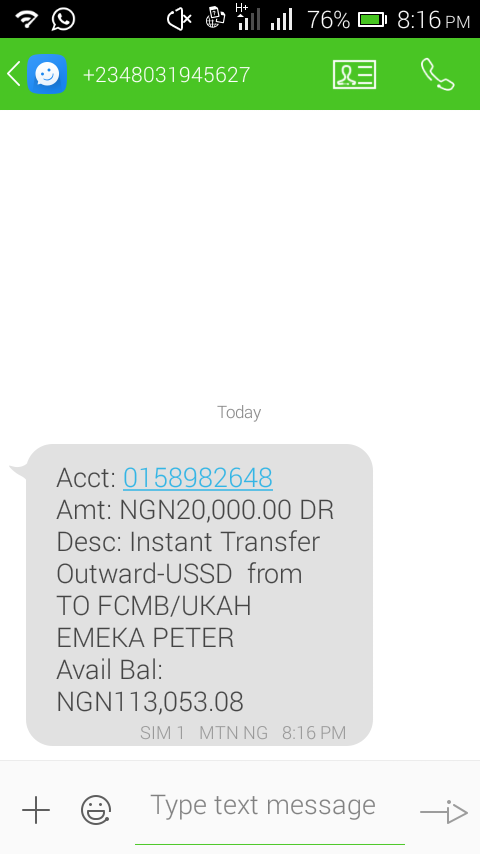 H+
76%
8:16 PM
+2348031945627
Today
Acct: 0158982648
Amt: NGN20,000.00 DR
Desc: Instant Transfer
Outward-USSD  from
TO FCMB/UKAH
EMEKA PETER
Avail Bal:
NGN113,053.08
SIM 1 MTN NG 8:16 PM
Type text message